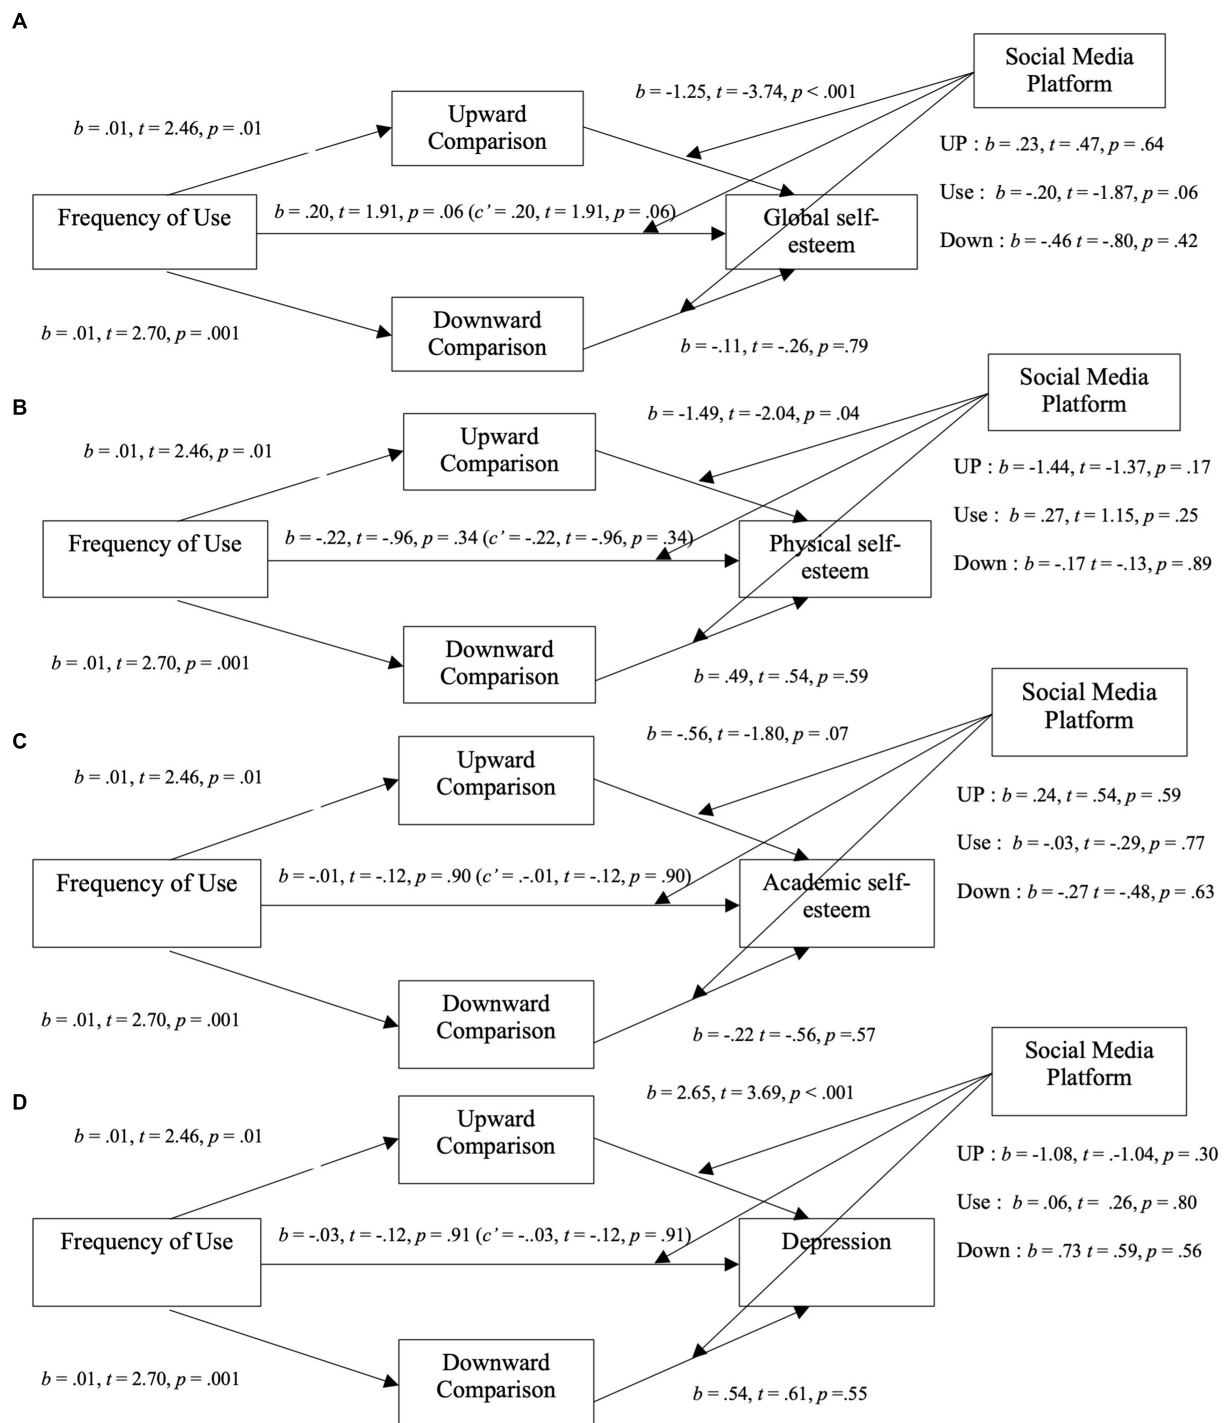 A
Social Media
Platform
b = -1.25, t = -3.74, p < .001
Upward
Comparison
b = .01, t = 2.46, p = .01
UP : b = .23, t = .47, p = .64
Use : b = -.20, t = -1.87, p = .06
Down : b = -.46 t = -.80, p = .42
Frequency of Use
b = .20, t = 1.91, p = .06 (c’ = .20, t = 1.91, p = .06)
Global self-
esteem
Downward
Comparison
b = .01, t = 2.70, p = .001
b = -.11, t = -.26, p =.79
B
Social Media
Platform
b = -1.49, t = -2.04, p = .04
Upward
Comparison
b = .01, t = 2.46, p = .01
UP : b = -1.44, t = -1.37, p = .17
Use : b = .27, t = 1.15, p = .25
Down : b = -.17 t = -.13, p = .89
Frequency of Use
b = -.22, t = -.96, p = .34 (c’ = -.22, t = -.96, p = .34)
Physical self-
esteem
Downward
Comparison
b = .01, t = 2.70, p = .001
b = .49, t = .54, p =.59
C
Social Media
Platform
b = -.56, t = -1.80, p = .07
Upward
Comparison
b = .01, t = 2.46, p = .01
UP : b = .24, t = .54, p = .59
Use : b = -.03, t = -.29, p = .77
Down : b = -.27 t = -.48, p = .63
Frequency of Use
b = -.01, t = -.12, p = .90 (c’ = .-.01, t = -.12, p = .90)
Academic self-
esteem
Downward
Comparison
b = .01, t = 2.70, p = .001
b = -.22 t = -.56, p =.57
D
Social Media
Platform
b = 2.65, t = 3.69, p < .001
Upward
Comparison
b = .01, t = 2.46, p = .01
UP : b = -1.08, t = .-1.04, p = .30
Use : b = .06, t = .26, p = .80
Down : b = .73 t = .59, p = .56
Frequency of Use
b = -.03, t = -.12, p = .91 (c’ = -..03, t = -.12, p = .91)
Depression
Downward
Comparison
b = .01, t = 2.70, p = .001
b = .54, t = .61, p =.55